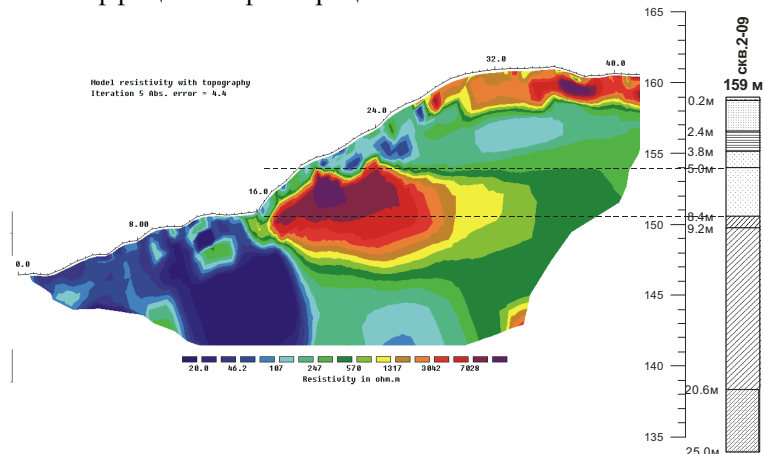 Model resistivity with topography
Iteration 5 Abs. error = 4.4
0.0
8.00
16.0
24.0
32.0
40.0
20.0 46.2 107 247 570 1317 3042 7028
Resistivity in ohm.m
165
160
155
150
145
140
135
скв.2-09
159 м
0.2м
2.4м
3.8м
5.0м
8.4м
9.2м
20.6м
25.0м